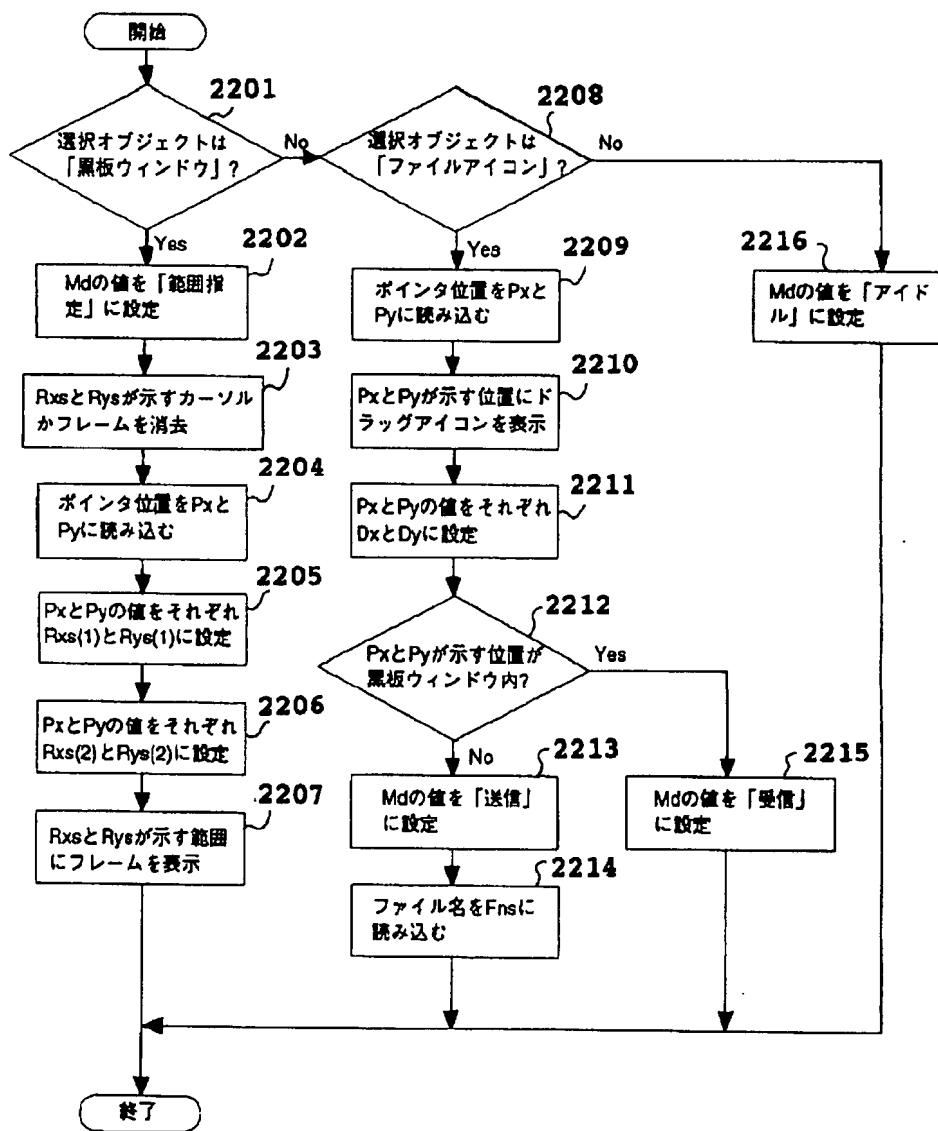 開始
2201
選択オブジェクトは
「黒板ウィンドウ」?
No
Yes
2202
Mdの値を「範囲指
定」に設定
2203
RxsとRysが示すカーソル
かフレームを消去
2204
ポインタ位置をPxと
Pyに読み込む
2205
PxとPyの値をそれぞれ
Rxs(1)とRys(1)に設定
2206
PxとPyの値をそれぞれ
Rxs(2)とRys(2)に設定
2207
RxsとRysが示す範囲
にフレームを表示
2208
選択オブジェクトは
「ファイルアイコン」?
No
Yes
2209
ポインタ位置をPxと
Pyに読み込む
2210
PxとPyが示す位置にド
ラッグアイコンを表示
2211
PxとPyの値をそれぞれ
DxとDyに設定
2212
PxとPyが示す位置が
黒板ウィンドウ内?
Yes
No
2213
Mdの値を「送信」
に設定
2214
ファイル名をFnsに
読み込む
2215
Mdの値を「受信」
に設定
2216
Mdの値を「アイド
ル」に設定
終了